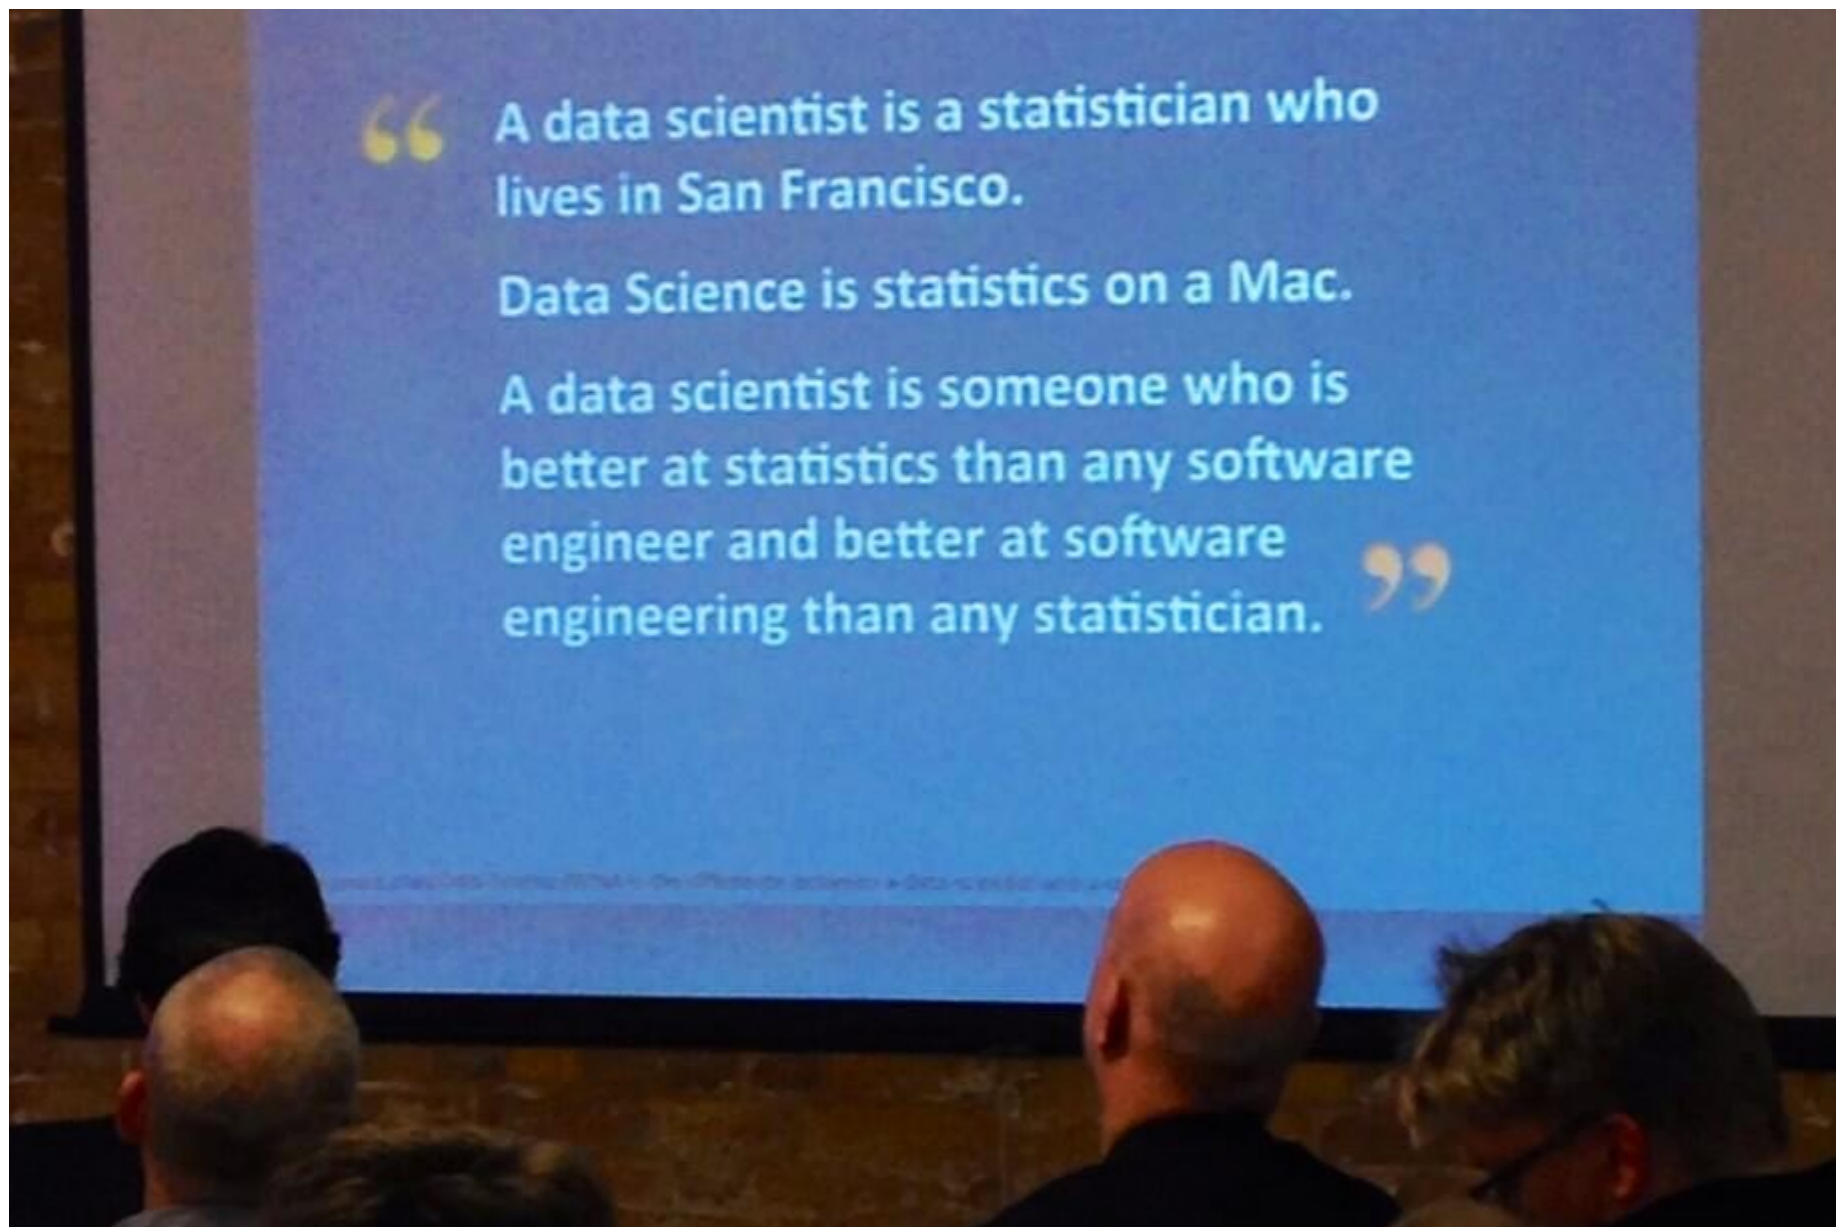 “ A data scientist is a statistician who
lives in San Francisco.
Data Science is statistics on a Mac.
A data scientist is someone who is
better at statistics than any software
engineer and better at software
engineering than any statistician. ”